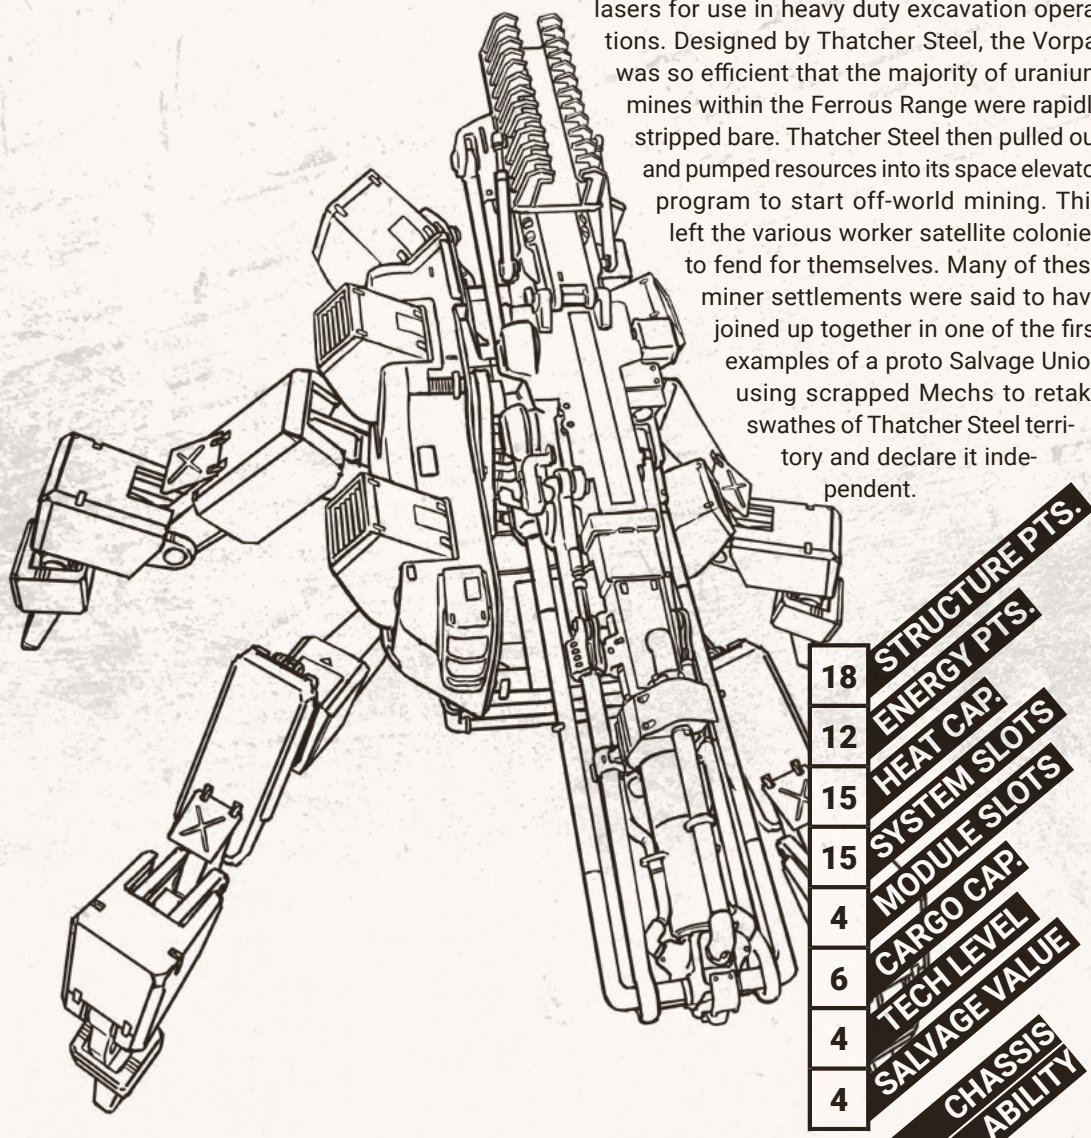 lasers for use in heavy duty excavation opera
tions. Designed by Thatcher Steel, the Vorpa
was so efficient that the majority of uraniur
mines within the Ferrous Range were rapidl
stripped bare. Thatcher Steel then pulled ou
and pumped resources into its space elevato
program to start off-world mining. Thi
left the various worker satellite colonie
to fend for themselves. Many of thes
miner settlements were said to hav
joined up together in one of the firs
examples of a proto Salvage Unio
using scrapped Mechs to retak
swathes of Thatcher Steel terri-
tory and declare it inde-
pendent.
18 STRUCTURE PTS.
12 ENERGY PTS.
15 HEAT CAP.
15 SYSTEM SLOTS
4 MODULE SLOTS
6 CARGO CAP.
4 TECH LEVEL
4 SALVAGE VALUE
CHASSIS
ABILITY